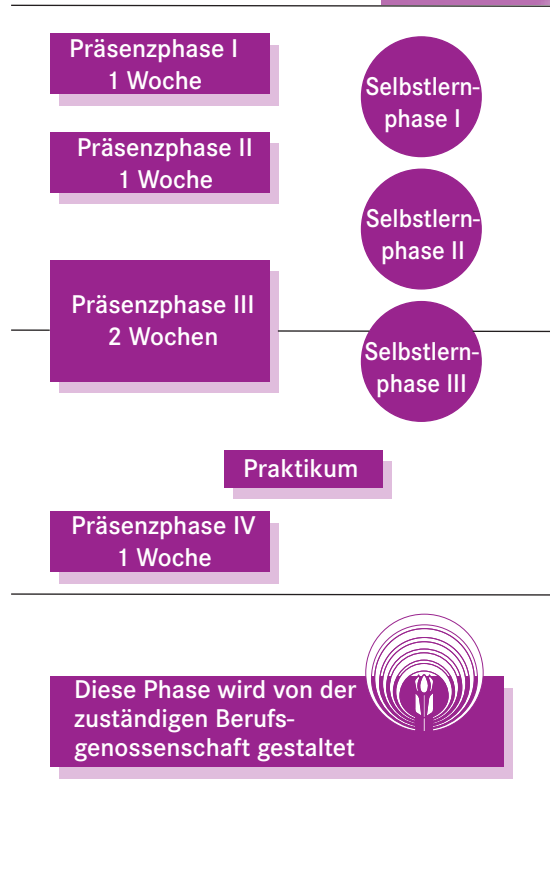 Präsenzphase I
1 Woche
Selbstlern-
phase I
Präsenzphase II
1 Woche
Selbstlern-
phase II
Präsenzphase III
2 Wochen
Selbstlern-
phase III
Praktikum
Präsenzphase IV
1 Woche
Diese Phase wird von der
zuständigen Berufs-
genossenschaft gestaltet